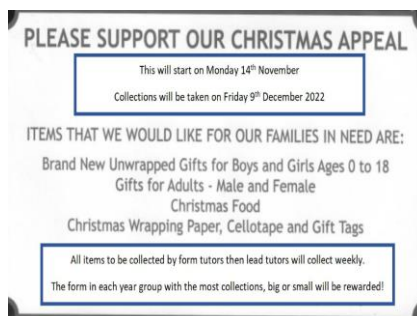 PLEASE SUPPORT OUR CHRISTMAS APPEAL
This will start on Monday 14th November
Collections will be taken on Friday 9th December 2022
ITEMS THAT WE WOULD LIKE FOR OUR FAMILIES IN NEED ARE:
Brand New Unwrapped Gifts for Boys and Girls Ages 0 to 18
Gifts for Adults - Male and Female
Christmas Food
Christmas Wrapping Paper, Cellotape and Gift Tags
All items to be collected by form tutors then lead tutors will collect weekly.
The form in each year group with the most collections, big or small will be rewarded!